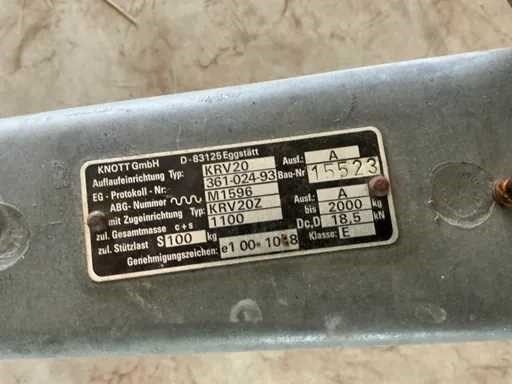 KNOTT GmbH D-83125 Eggstätt
Auflaufeinrichtung Typ: KRV20 Ausf.: A
EG - Protokoll - Nr: 361-024-93 Bau-Nr 15523
ABG - Nummer M1596
mit Zugeinrichtung Typ: KRV20Z Ausf.: A
zul. Gesamtmasse c+s 1100 bis 2000 kg
zul. Stützlast S 100 kg Dc,D 18,5 kN
Genehmigungszeichen: e1 00- Klasse: E